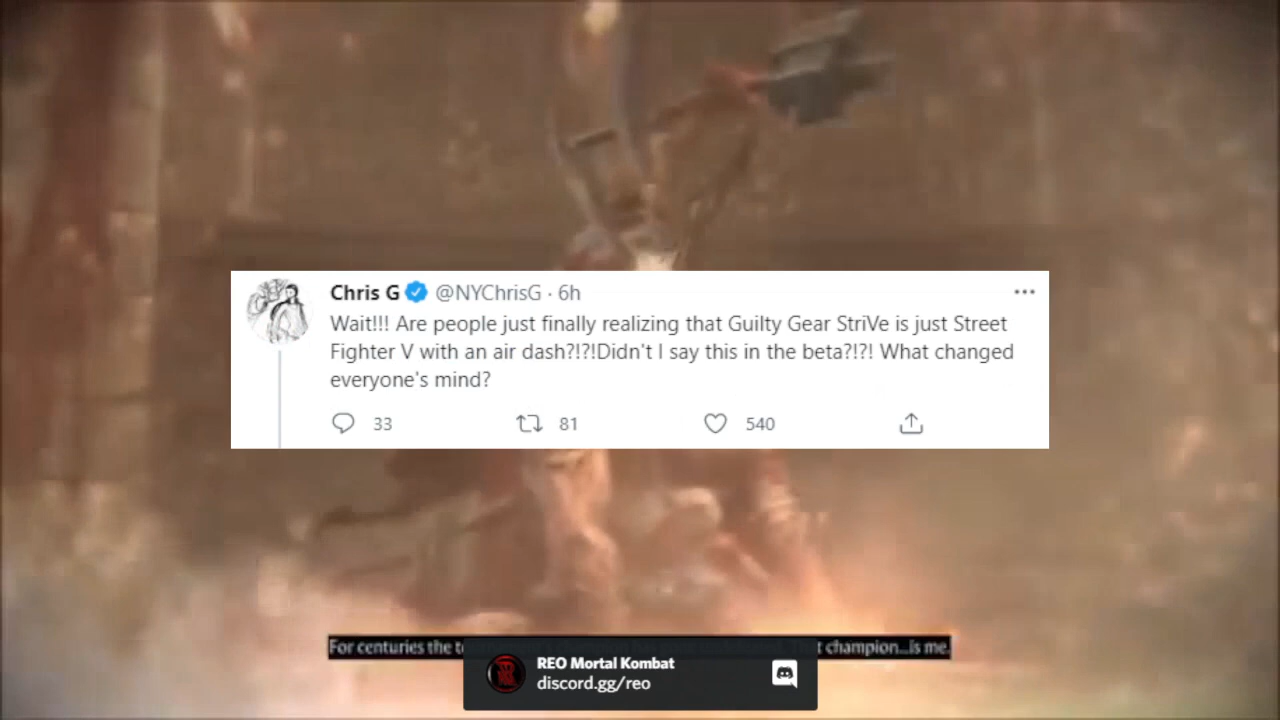 Chris G @NYChrisG · 6h
Wait!!! Are people just finally realizing that Guilty Gear StriVe is just Street
Fighter V with an air dash?!?!Didn't I say this in the beta?!?! What changed
everyone's mind?
33 81 540
For centuries the champion...is me.
REO Mortal Kombat
discord.gg/reo